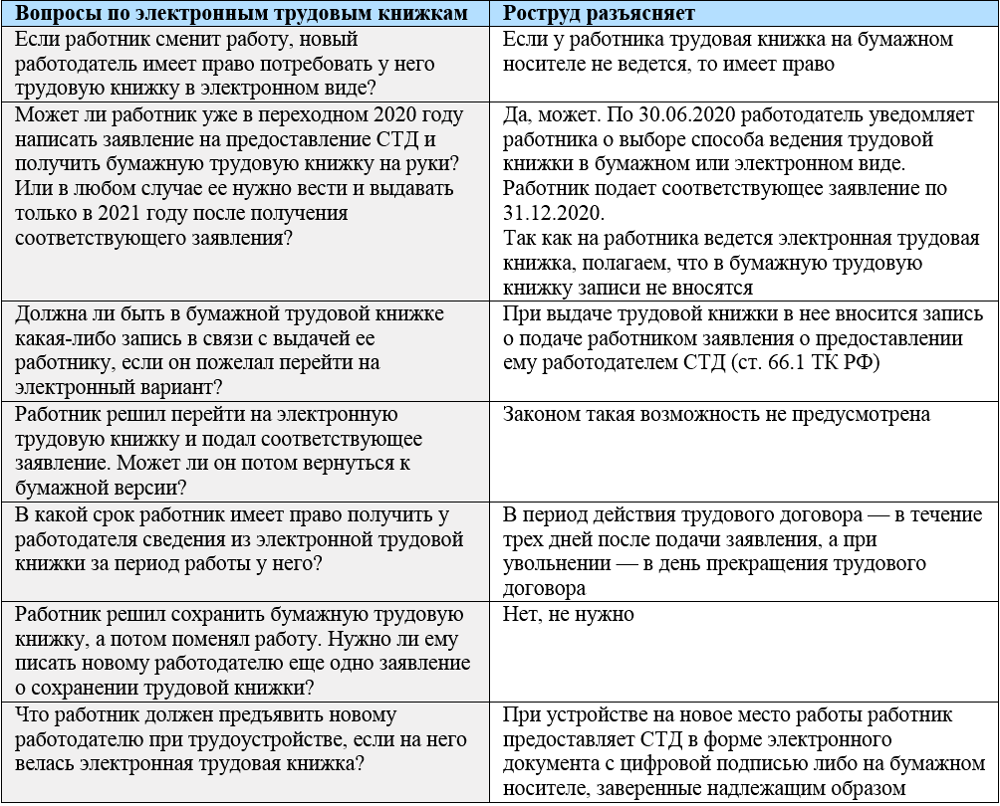 Вопросы по электронным трудовым книжкам
Роструд разъясняет
Если работник сменит работу, новый
работодатель имеет право потребовать у него
трудовую книжку в электронном виде?
Если у работника трудовая книжка на бумажном
носителе не ведется, то имеет право
Может ли работник уже в переходном 2020 году
написать заявление на предоставление СТД и
получить бумажную трудовую книжку на руки?
Или в любом случае ее нужно вести и выдавать
только в 2021 году после получения
соответствующего заявления?
Да, может. По 30.06.2020 работодатель уведомляет
работника о выборе способа ведения трудовой
книжки в бумажном или электронном виде.
Работник подает соответствующее заявление по
31.12.2020.
Так как на работника ведется электронная трудовая
книжка, полагаем, что в бумажную трудовую
книжку записи не вносятся
Должна ли быть в бумажной трудовой книжке
какая-либо запись в связи с выдачей ее
работнику, если он пожелал перейти на
электронный вариант?
При выдаче трудовой книжки в нее вносится запись
о подаче работником заявления о предоставлении
ему работодателем СТД (ст. 66.1 ТК РФ)
Работник решил перейти на электронную
трудовую книжку и подал соответствующее
заявление. Может ли он потом вернуться к
бумажной версии?
Законом такая возможность не предусмотрена
В какой срок работник имеет право получить у
работодателя сведения из электронной трудовой
книжки за период работы у него?
В период действия трудового договора — в течение
трех дней после подачи заявления, а при
увольнении — в день прекращения трудового
договора
Работник решил сохранить бумажную трудовую
книжку, а потом поменял работу. Нужно ли ему
писать новому работодателю еще одно заявление
о сохранении трудовой книжки?
Нет, не нужно
Что работник должен предъявить новому
работодателю при трудоустройстве, если на него
велась электронная трудовая книжка?
При устройстве на новое место работы работник
предоставляет СТД в форме электронного
документа с цифровой подписью либо на бумажном
носителе, заверенные надлежащим образом